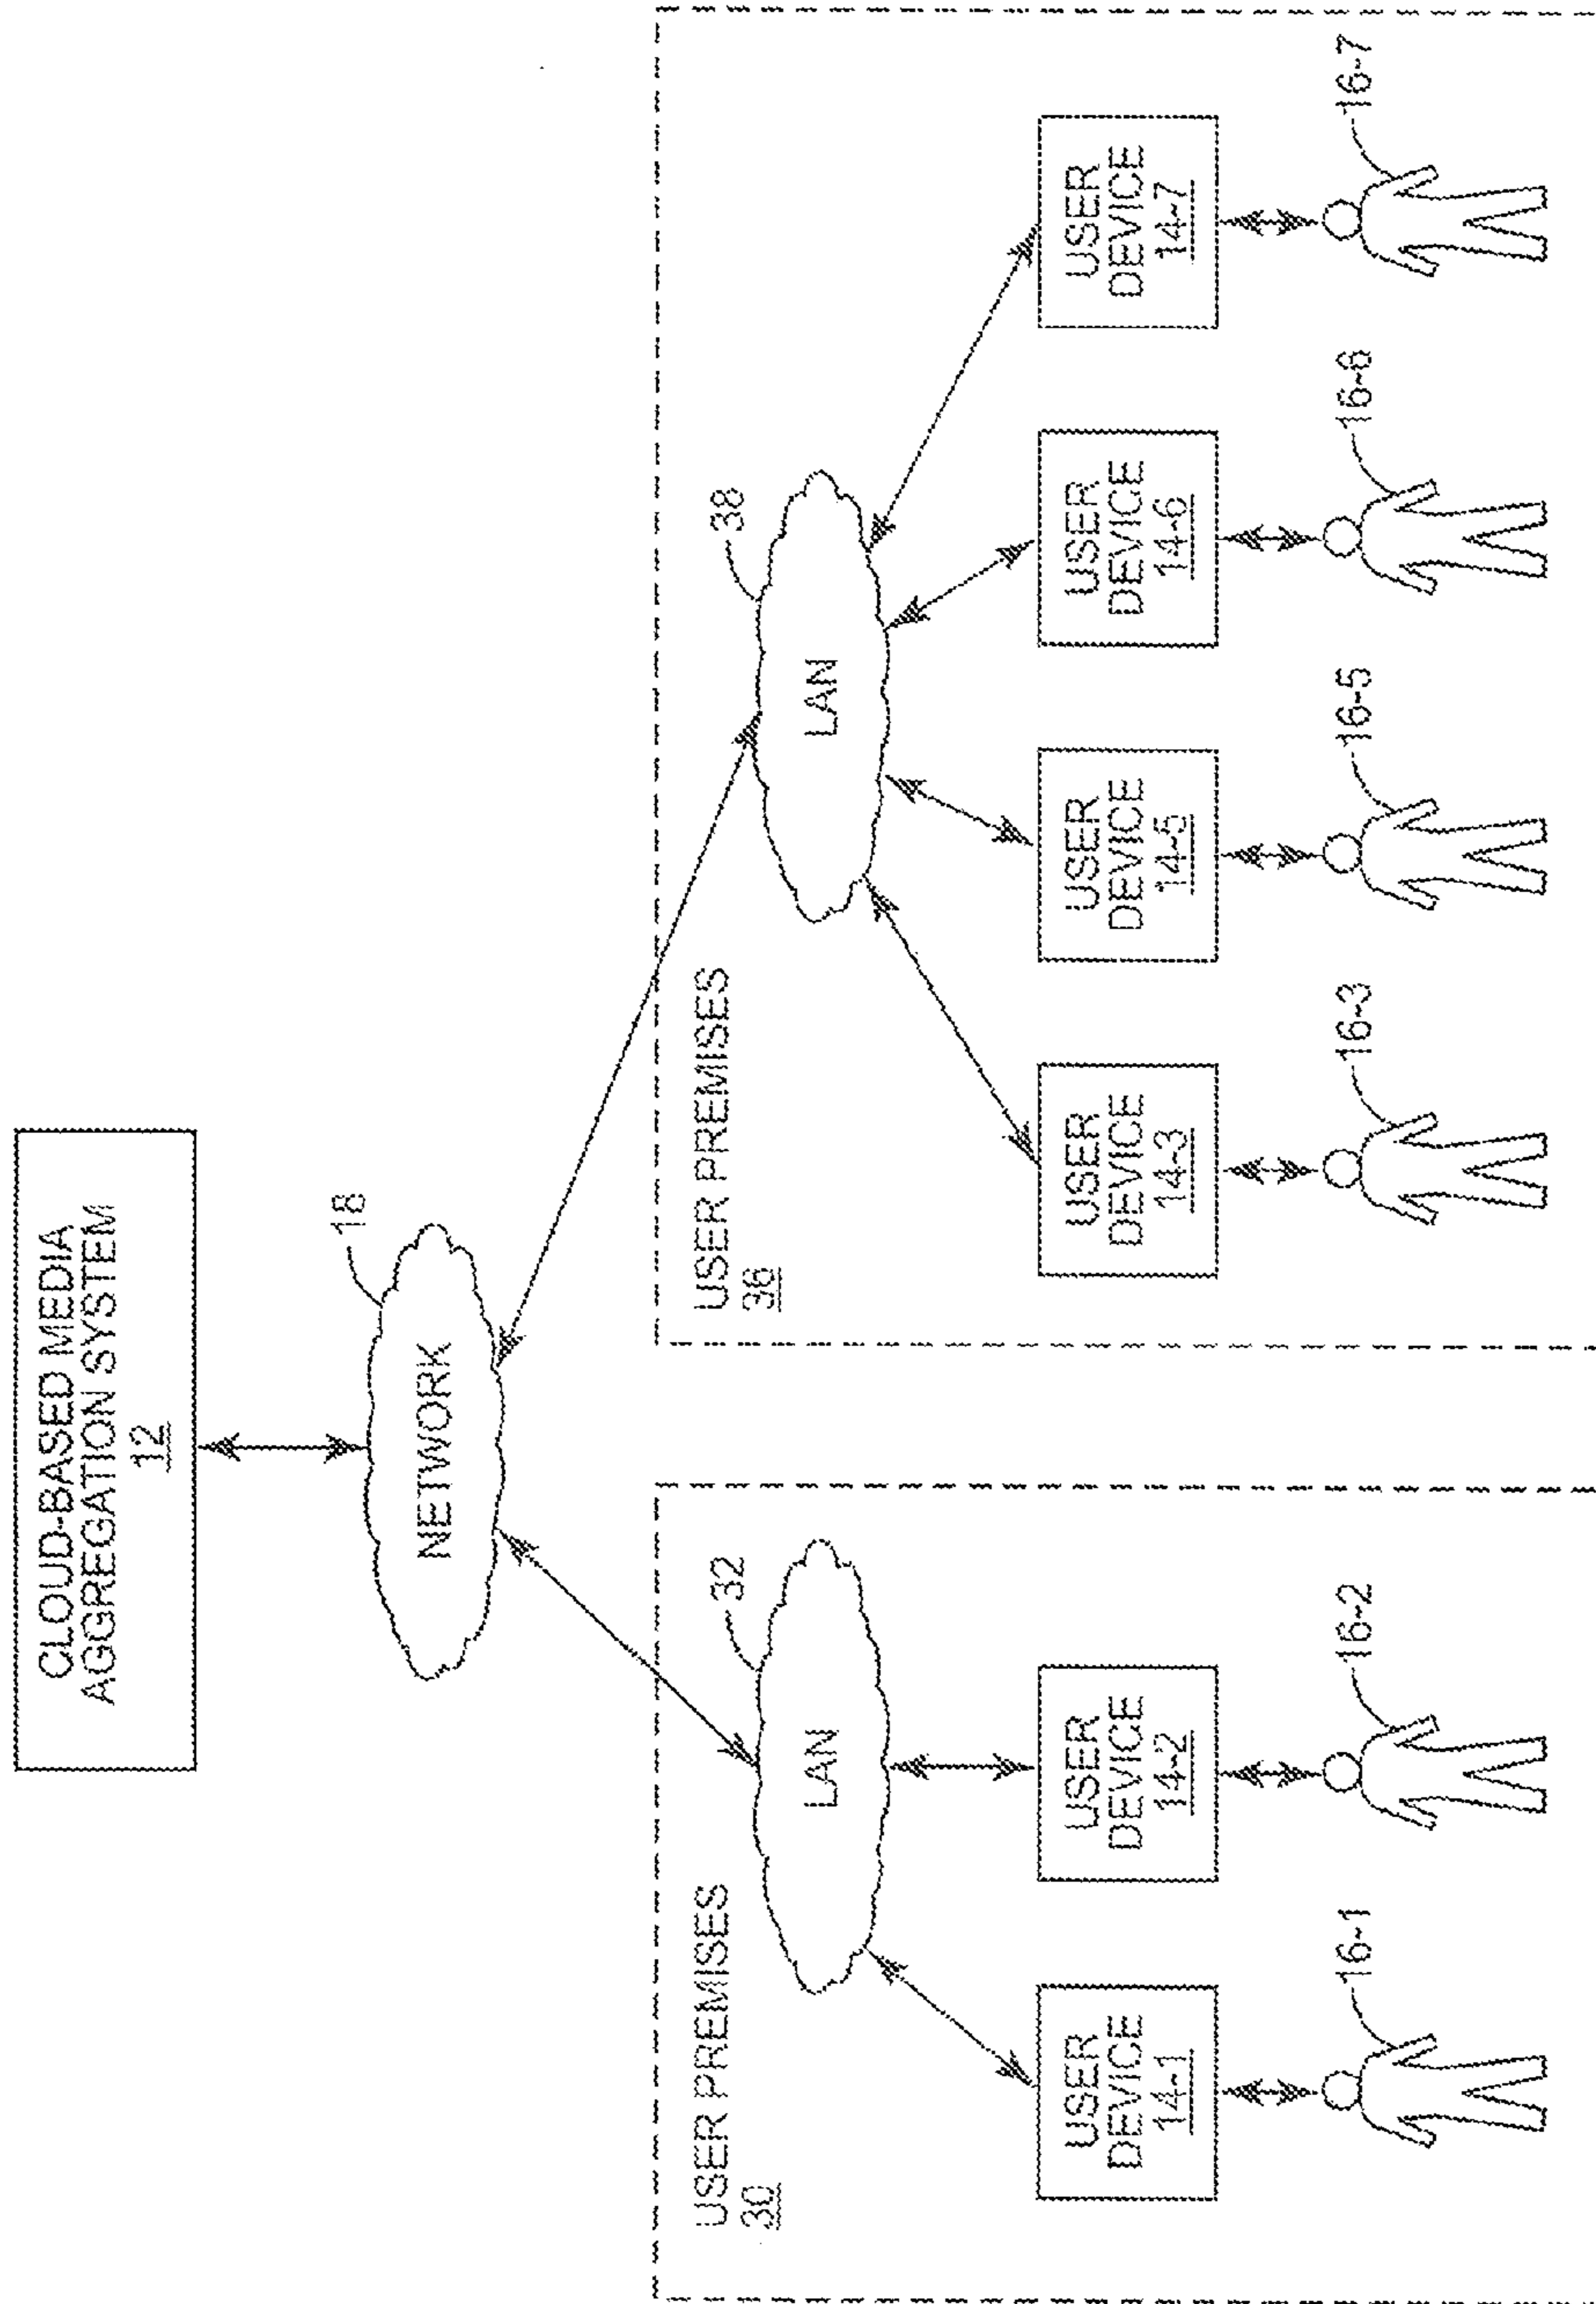 CLOUD-BASED MEDIA
AGGREGATION SYSTEM
12
18
NETWORK
USER PREMISES
30
32
LAN
USER
DEVICE
14-1
USER
DEVICE
14-2
16-1
16-2
USER PREMISES
36
38
LAN
USER
DEVICE
14-3
USER
DEVICE
14-5
USER
DEVICE
14-6
USER
DEVICE
14-7
16-3
16-5
16-6
16-7